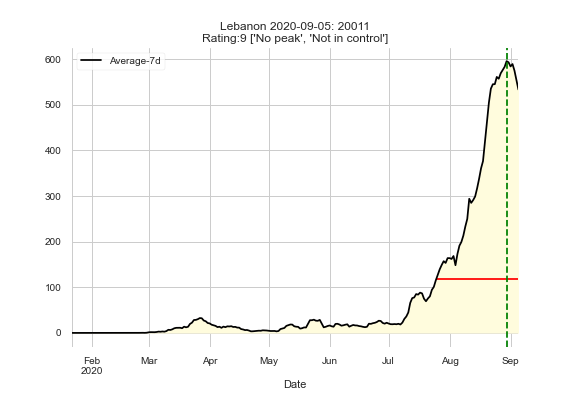 Lebanon 2020-09-05: 20011
Rating:9 ['No peak', 'Not in control']
Average-7d
600
500
400
300
200
100
0
Feb Mar Apr May Jun Jul Aug Sep
2020
Date